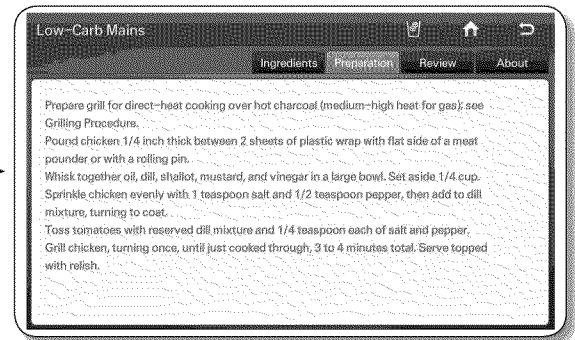 Low-Carb Mains
Ingredients Preparation Review About
Prepare grill for direct-heat cooking over hot charcoal (medium-high heat for gas); see
Grilling Procedure.
Pound chicken 1/4 inch thick between 2 sheets of plastic wrap with flat side of a meat
pounder or with a rolling pin.
Whisk together oil, dill, shallot, mustard, and vinegar in a large bowl. Set aside 1/4 cup.
Sprinkle chicken evenly with 1 teaspoon salt and 1/2 teaspoon pepper, then add to dill
mixture, turning to coat.
Toss tomatoes with reserved dill mixture and 1/4 teaspoon each of salt and pepper.
Grill chicken, turning once, until just cooked through, 3 to 4 minutes total. Serve topped
with relish.